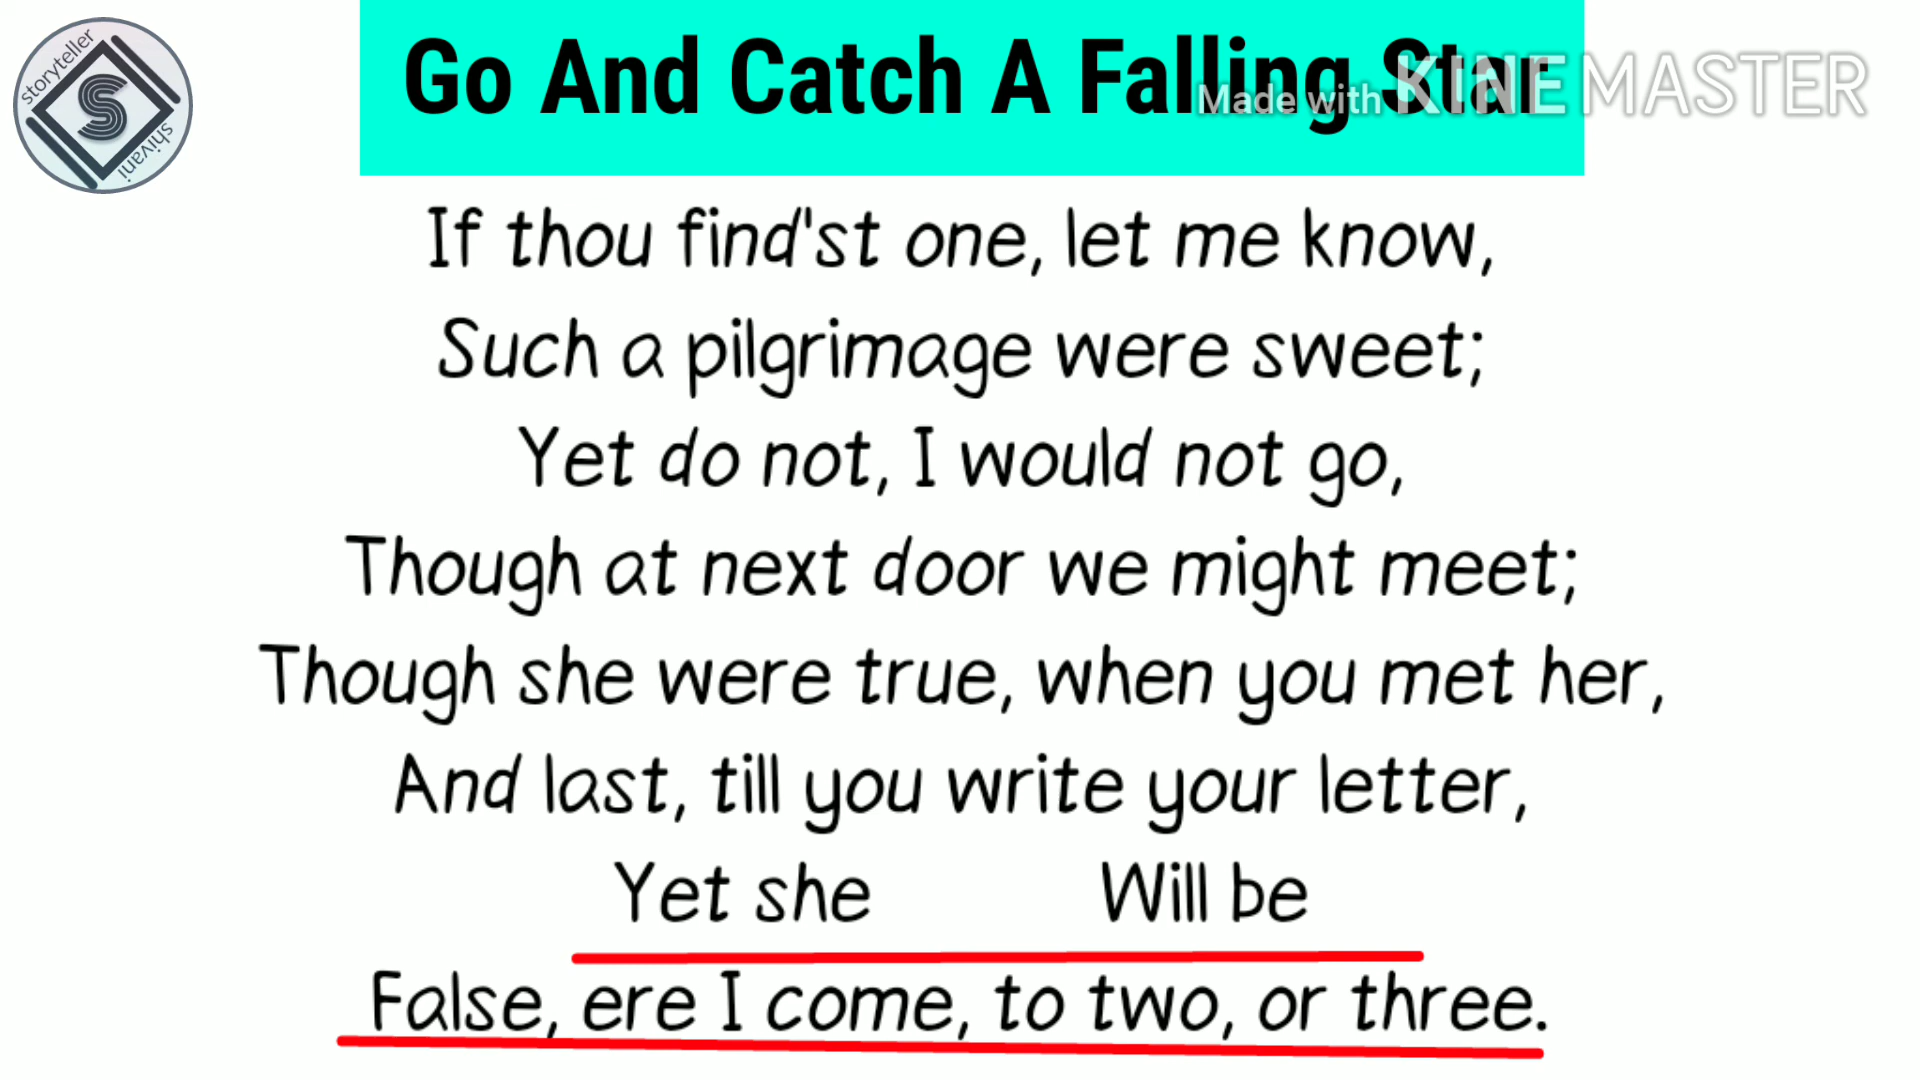 storyteller
S
shivani
Go And Catch A Falling Star
Made with KINEMASTER
If thou find'st one, let me know,
Such a pilgrimage were sweet;
Yet do not, I would not go,
Though at next door we might meet;
Though she were true, when you met her,
And last, till you write your letter,
Yet she Will be
False, ere I come, to two, or three.